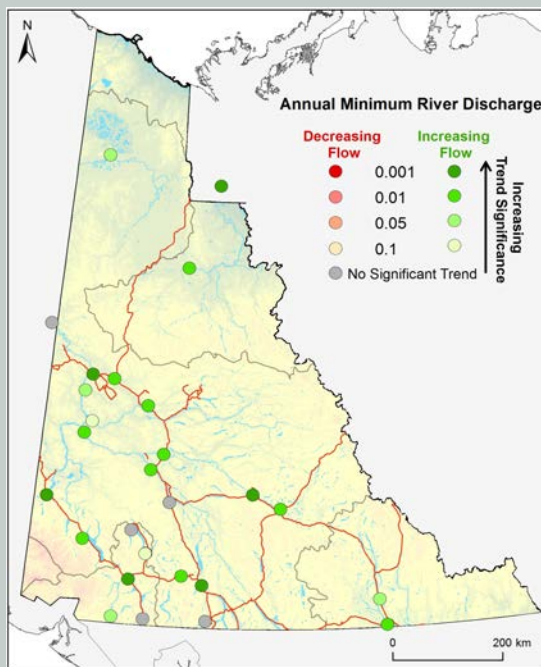 N
Annual Minimum River Discharge
Decreasing Flow
Increasing Flow
0.001
0.01
0.05
0.1
No Significant Trend
Increasing Trend Significance
0 200 km